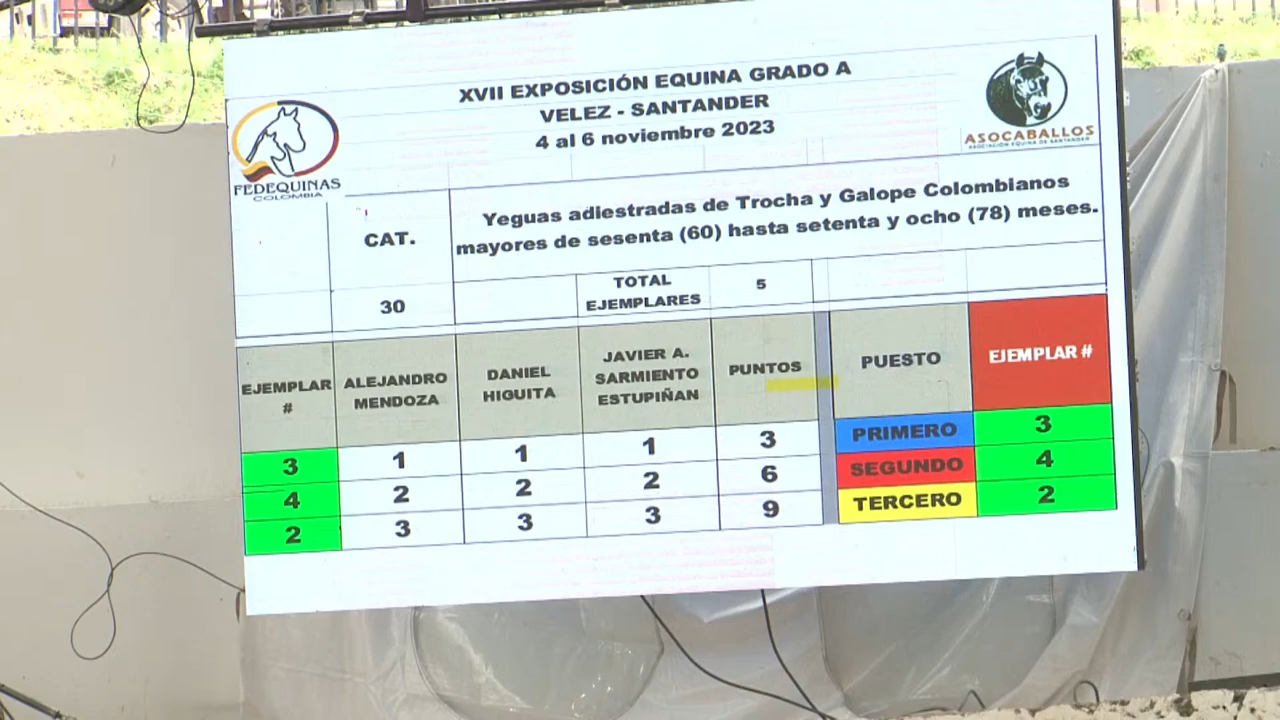 XVII EXPOSICIÓN EQUINA GRADO A
VELEZ - SANTANDER
4 al 6 noviembre 2023
FEDEQUINAS
COLOMBIA
ASOCABALLOS
ASOCIACIÓN EQUINA DE SANTANDER
CAT.
Yeguas adiestradas de Trocha y Galope Colombianos
mayores de sesenta (60) hasta setenta y ocho (78) meses.
30
TOTAL
EJEMPLARES
5
EJEMPLAR
#
ALEJANDRO
MENDOZA
DANIEL
HIGUITA
JAVIER A.
SARMIENTO
ESTUPIÑAN
PUNTOS
PUESTO
EJEMPLAR #
3 1 1 1 3 PRIMERO 3
4 2 2 2 6 SEGUNDO 4
2 3 3 3 9 TERCERO 2